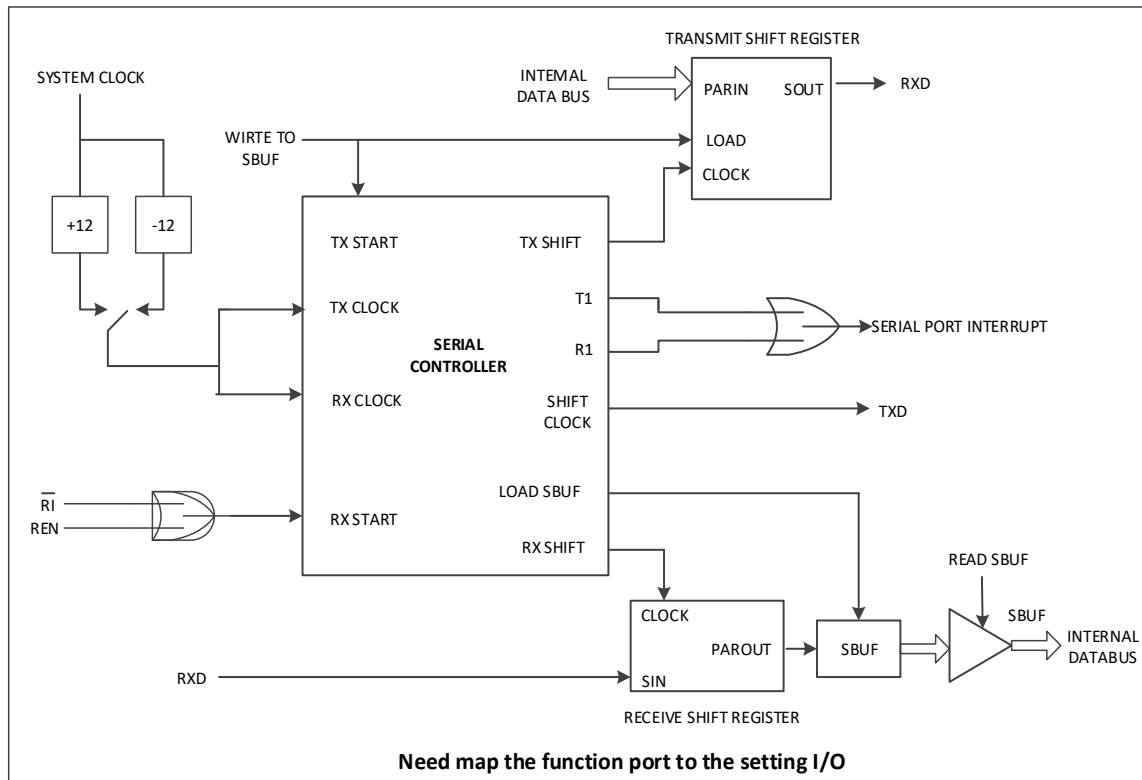 TRANSMIT SHIFT REGISTER
SYSTEM CLOCK
INTEMAL
DATA BUS
PARIN
SOUT
RXD
WIRTE TO
SBUF
LOAD
CLOCK
+12
-12
TX START
TX SHIFT
TX CLOCK
T1
SERIAL PORT INTERRUPT
SERIAL
CONTROLLER
R1
RX CLOCK
SHIFT
CLOCK
TXD
RI
REN
LOAD SBUF
RX START
RX SHIFT
READ SBUF
CLOCK
PAROUT
SBUF
SBUF
INTERNAL
DATABUS
RXD
SIN
RECEIVE SHIFT REGISTER
Need map the function port to the setting I/O